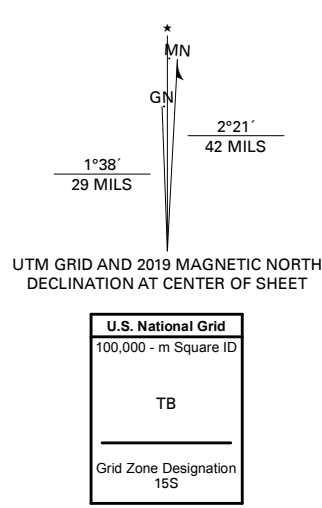 ★
MN
GN
2°21´
42 MILS
1°38´
29 MILS
UTM GRID AND 2019 MAGNETIC NORTH
DECLINATION AT CENTER OF SHEET
U.S. National Grid
100,000 - m Square ID
TB
Grid Zone Designation
15S